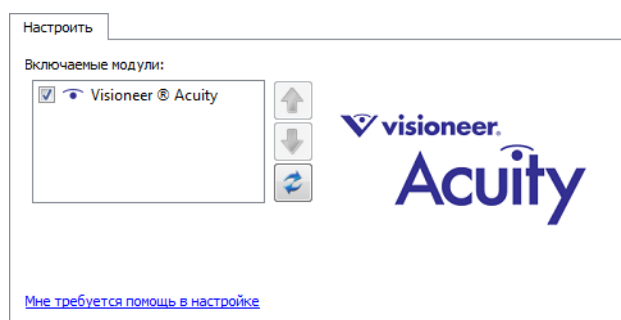 Настроить
Включаемые модули:
Visioneer ® Acuity
visioneer.
Acuity
Мне требуется помощь в настройке